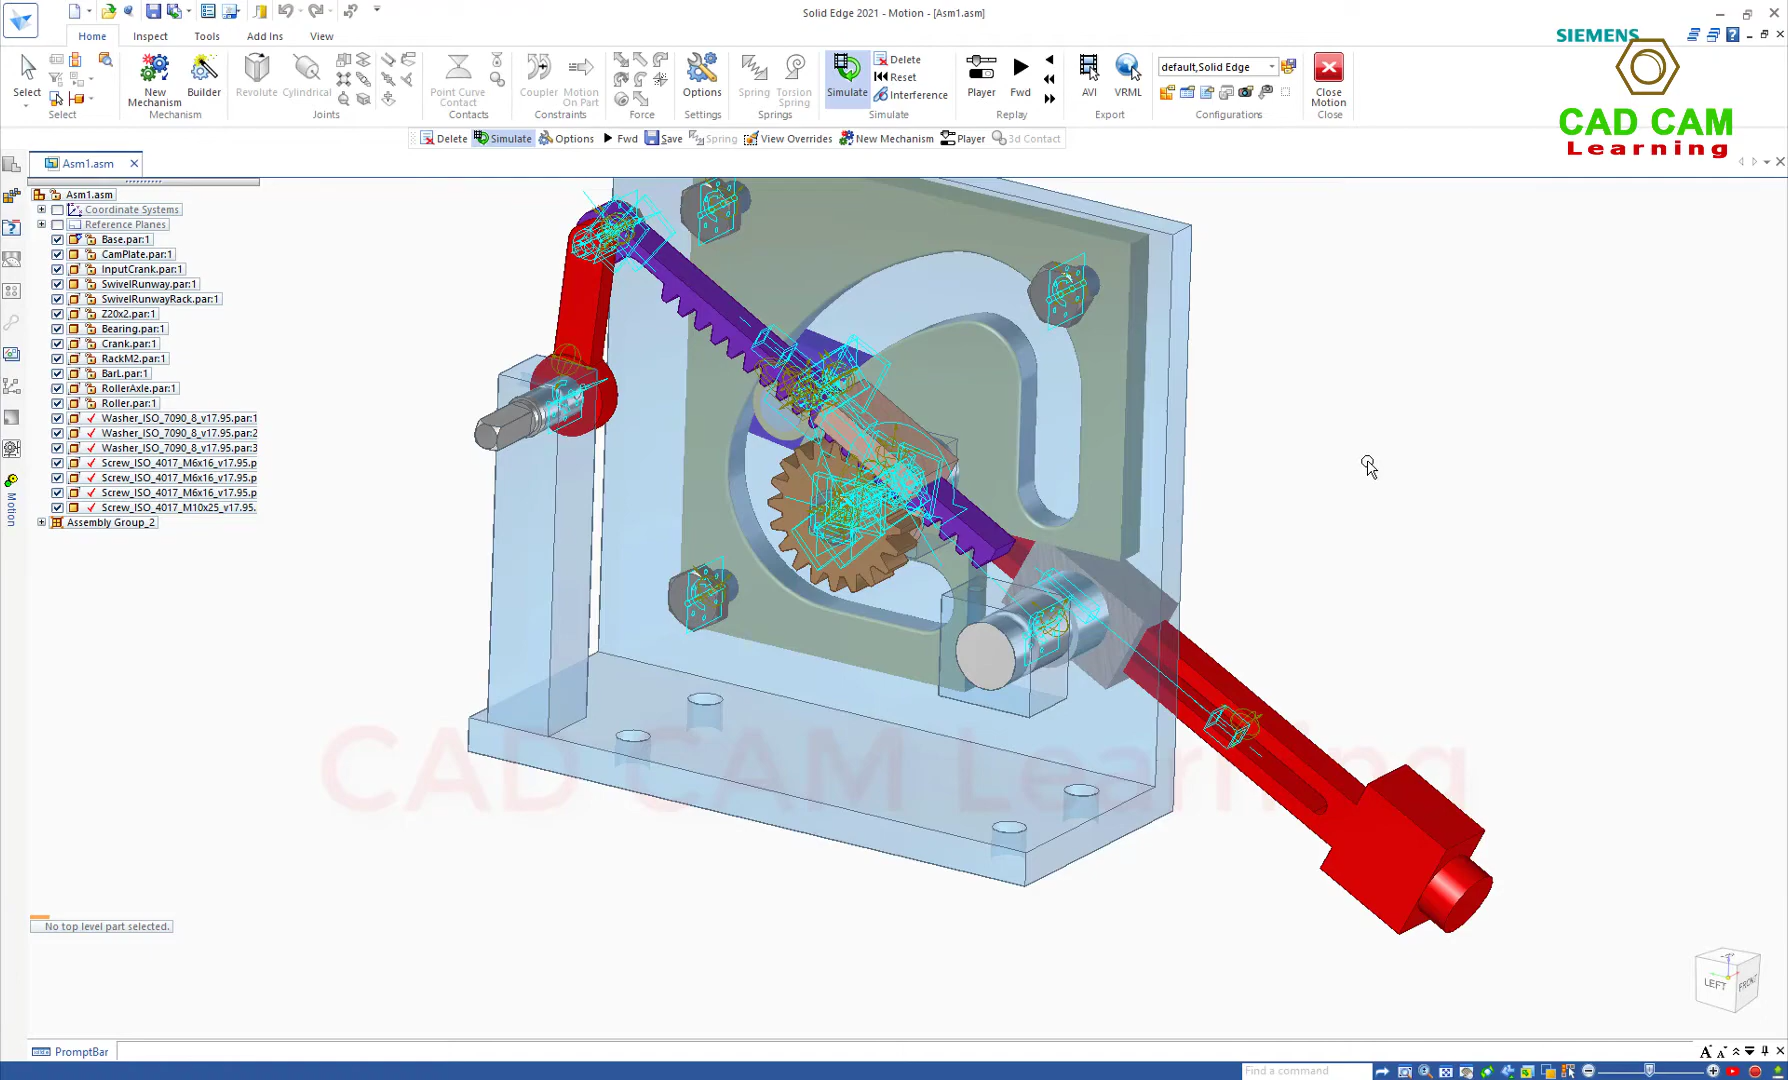 Solid Edge 2021 - Motion - [Asm1.asm]
Home Inspect Tools Add Ins View
SIEMENS
CAD CAM
Learning
Select
New Mechanism
Builder
Revolute
Cylindrical
Point Curve Contacts
Coupler
Motion On Part
Options
Spring
Torsion Spring
Simulate
Delete
Reset
Interference
Player
Fwd
AVI
VRML
default,Solid Edge
Close Motion
Select Mechanism Joints Contacts Constraints Force Settings Springs Simulate Replay Export Configurations Close
Delete Simulate Options Fwd Save Spring View Overrides New Mechanism Player 3d Contact
Asm1.asm
Asm1.asm
Coordinate Systems
Reference Planes
Base.par:1
CamPlate.par:1
InputCrank.par:1
SwivelRunway.par:1
SwivelRunwayRack.par:1
Z20x2.par:1
Bearing.par:1
Crank.par:1
RackM2.par:1
BarL.par:1
RollerAxle.par:1
Roller.par:1
Washer_ISO_7090_8_v17.95.par:1
Washer_ISO_7090_8_v17.95.par:2
Washer_ISO_7090_8_v17.95.par:3
Screw_ISO_4017_M6x16_v17.95.p
Screw_ISO_4017_M6x16_v17.95.p
Screw_ISO_4017_M6x16_v17.95.p
Screw_ISO_4017_M10x25_v17.95.
Assembly Group_2
Motion
CAD CAM Learning
No top level part selected.
LEFT FRONT
PromptBar
Find a command